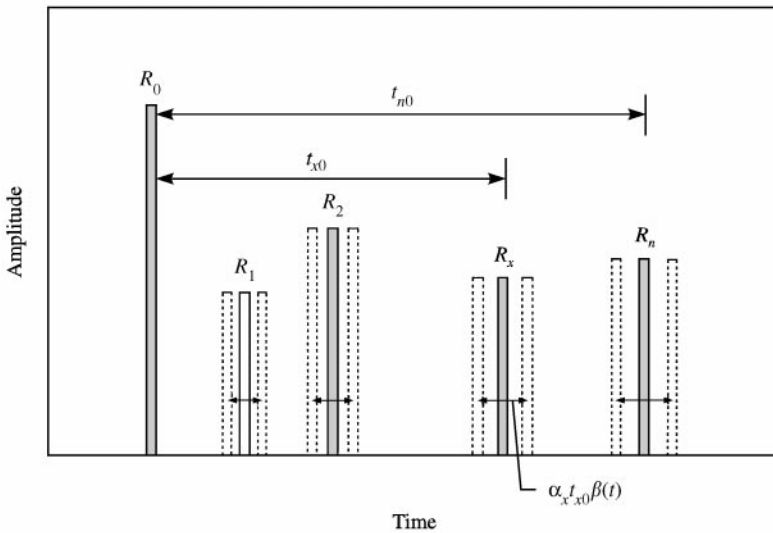 R₀
tₙ₀
tₓ₀
R₂
R₁
Rₓ
Rₙ
Amplitude
αₓtₓ₀β(t)
Time